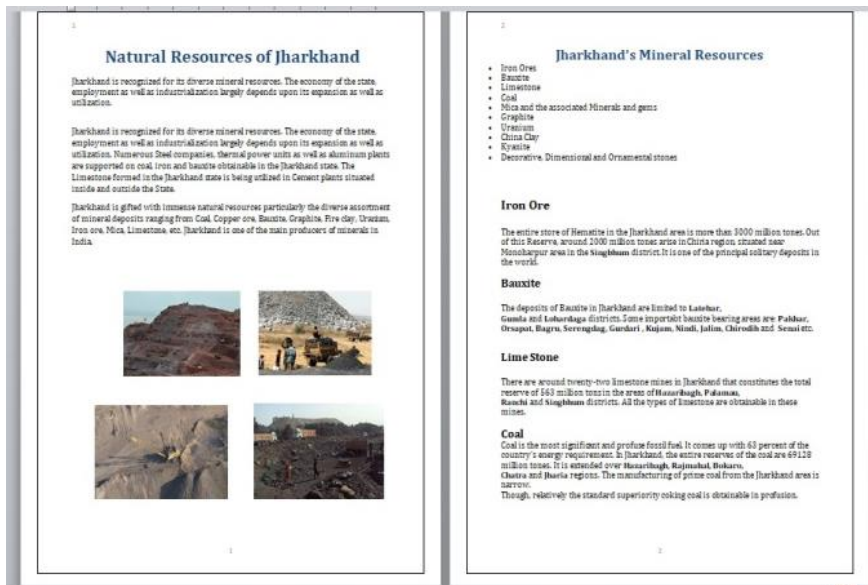 1
Natural Resources of Jharkhand
Jharkhand is recognized for its diverse mineral resources. The economy of the state,
employment as well as industrialization largely depends upon its expansion as well as
utilization.
Jharkhand is recognized for its diverse mineral resources. The economy of the state,
employment as well as industrialization largely depends upon its expansion as well as
utilization. Numerous Steel companies, thermal power units as well as aluminum plants
are supported on coal, iron and bauxite obtainable in the Jharkhand state. The
Limestone formed in the Jharkhand state is being utilized in Cement plants situated
inside and outside the State.
Jharkhand is gifted with immense natural resources particularly the diverse assortment
of mineral deposits ranging from Coal, Copper ore, Bauxite, Graphite, Fire clay, Uranium,
Iron ore, Mica, Limestone, etc. Jharkhand is one of the main producers of minerals in
India.
1
2
Jharkhand's Mineral Resources
• Iron Ores
• Bauxite
• Limestone
• Coal
• Mica and the associated Minerals and gems
• Graphite
• Uranium
• China Clay
• Kyanite
• Decorative, Dimensional and Ornamental stones
Iron Ore
The entire store of Hematite in the Jharkhand area is more than 3000 million tones. Out
of this Reserve, around 2000 million tones arise in Chiria region, situated near
Monoharpur area in the Singhbum district. It is one of the principal solitary deposits in
the world.
Bauxite
The deposits of Bauxite in Jharkhand are limited to Latehar,
Gumla and Lohardaga districts. Some important bauxite bearing areas are: Pakhar,
Orsapat, Bagru, Serengdag, Gurdari , Kujam, Nindi, Jalim, Chirodih and Senai etc.
Lime Stone
There are around twenty-two limestone mines in Jharkhand that constitutes the total
reserve of 563 million tons in the areas of Hazaribagh, Palamau,
Ranchi and Singhbum districts. All the types of limestone are obtainable in these
mines.
Coal
Coal is the most significant and profuse fossil fuel. It comes up with 63 percent of the
country's energy requirement. In Jharkhand, the entire reserves of the coal are 69128
million tones. It is extended over Hazaribagh, Rajmahal, Bokaro,
Chatra and Jharia regions. The manufacturing of prime coal from the Jharkhand area is
narrow.
Though, relatively the standard superiority coking coal is obtainable in profusion.
2